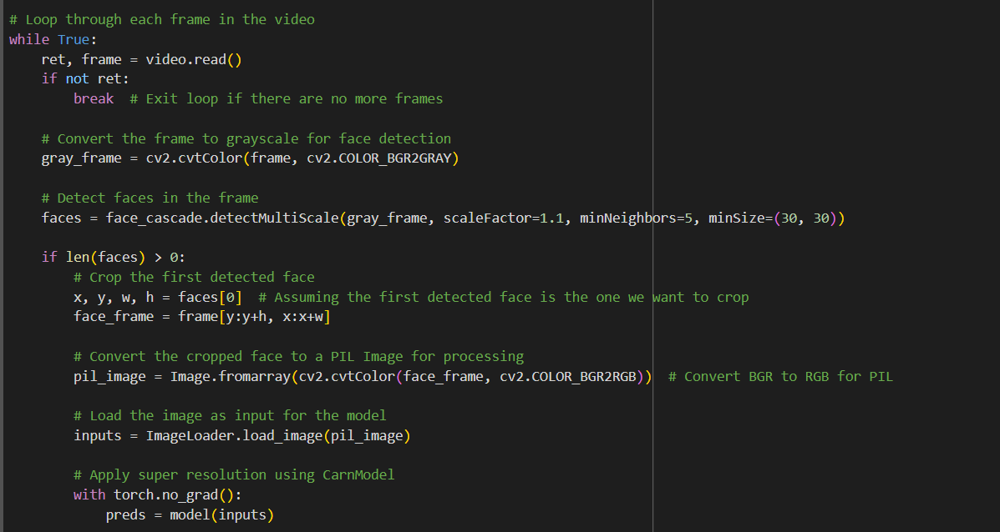 # Loop through each frame in the video
while True:
    ret, frame = video.read()
    if not ret:
        break  # Exit loop if there are no more frames

    # Convert the frame to grayscale for face detection
    gray_frame = cv2.cvtColor(frame, cv2.COLOR_BGR2GRAY)

    # Detect faces in the frame
    faces = face_cascade.detectMultiScale(gray_frame, scaleFactor=1.1, minNeighbors=5, minSize=(30, 30))

    if len(faces) > 0:
        # Crop the first detected face
        x, y, w, h = faces[0]  # Assuming the first detected face is the one we want to crop
        face_frame = frame[y:y+h, x:x+w]

        # Convert the cropped face to a PIL Image for processing
        pil_image = Image.fromarray(cv2.cvtColor(face_frame, cv2.COLOR_BGR2RGB))  # Convert BGR to RGB for PIL

        # Load the image as input for the model
        inputs = ImageLoader.load_image(pil_image)

        # Apply super resolution using CarnModel
        with torch.no_grad():
            preds = model(inputs)